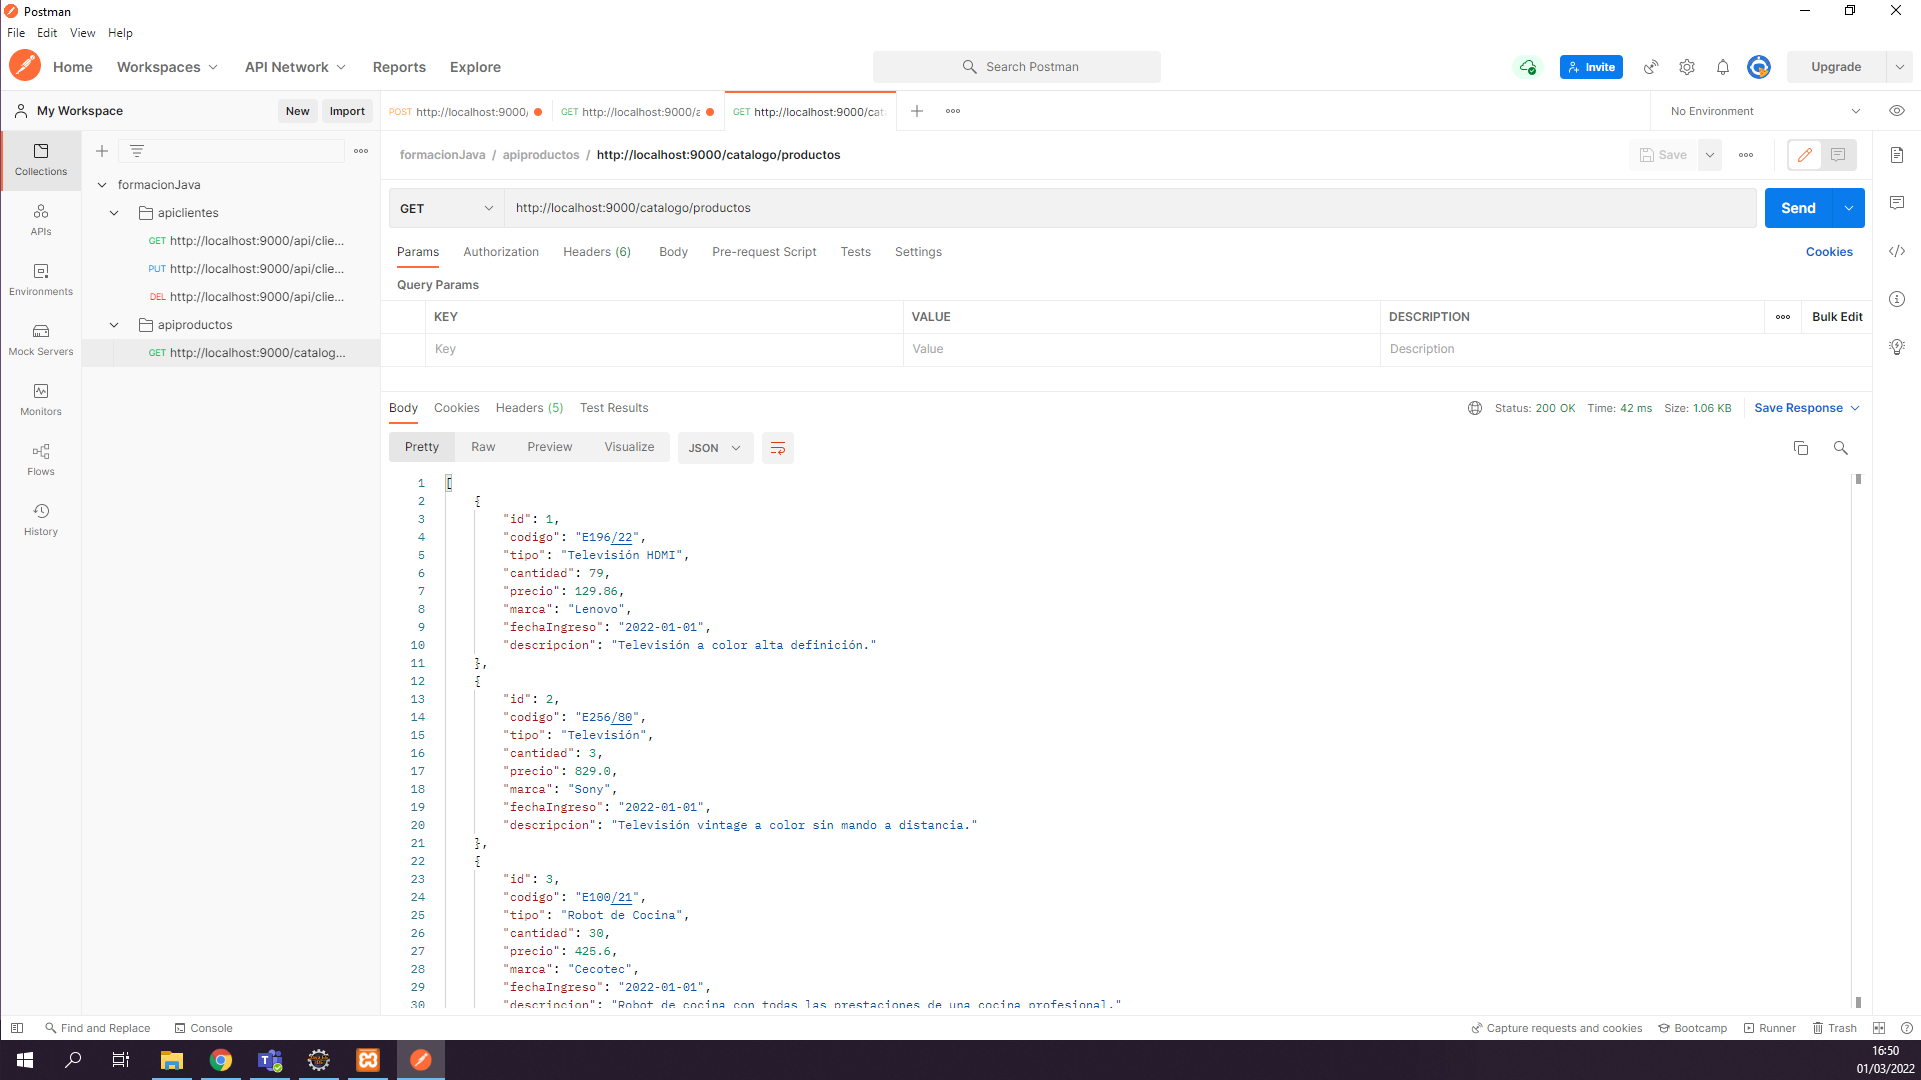 Postman
File Edit View Help
Home Workspaces API Network Reports Explore
Search Postman
Invite
Upgrade
My Workspace
New Import
POST http://localhost:9000/
GET http://localhost:9000/a
GET http://localhost:9000/cata
No Environment
Collections
APIs
Environments
Mock Servers
Monitors
Flows
History
formacionJava
apiclientes
GET http://localhost:9000/api/clie...
PUT http://localhost:9000/api/clie...
DEL http://localhost:9000/api/clie...
apiproductos
GET http://localhost:9000/catalog...
formacionJava / apiproductos / http://localhost:9000/catalogo/productos
Save
GET http://localhost:9000/catalogo/productos
Send
Params Authorization Headers (6) Body Pre-request Script Tests Settings
Cookies
Query Params
KEY VALUE DESCRIPTION
Bulk Edit
Key Value Description
Body Cookies Headers (5) Test Results
Status: 200 OK Time: 42 ms Size: 1.06 KB Save Response
Pretty Raw Preview Visualize JSON
1 [
2 {
3 "id": 1,
4 "codigo": "E196/22",
5 "tipo": "Televisión HDMI",
6 "cantidad": 79,
7 "precio": 129.86,
8 "marca": "Lenovo",
9 "fechaIngreso": "2022-01-01",
10 "descripcion": "Televisión a color alta definición."
11 },
12 {
13 "id": 2,
14 "codigo": "E256/80",
15 "tipo": "Televisión",
16 "cantidad": 3,
17 "precio": 829.0,
18 "marca": "Sony",
19 "fechaIngreso": "2022-01-01",
20 "descripcion": "Televisión vintage a color sin mando a distancia."
21 },
22 {
23 "id": 3,
24 "codigo": "E100/21",
25 "tipo": "Robot de Cocina",
26 "cantidad": 30,
27 "precio": 425.6,
28 "marca": "Cecotec",
29 "fechaIngreso": "2022-01-01",
30 "descripcion": "Robot de cocina con todas las prestaciones de una cocina profesional."
Find and Replace Console
Capture requests and cookies Bootcamp Runner Trash
16:50
01/03/2022